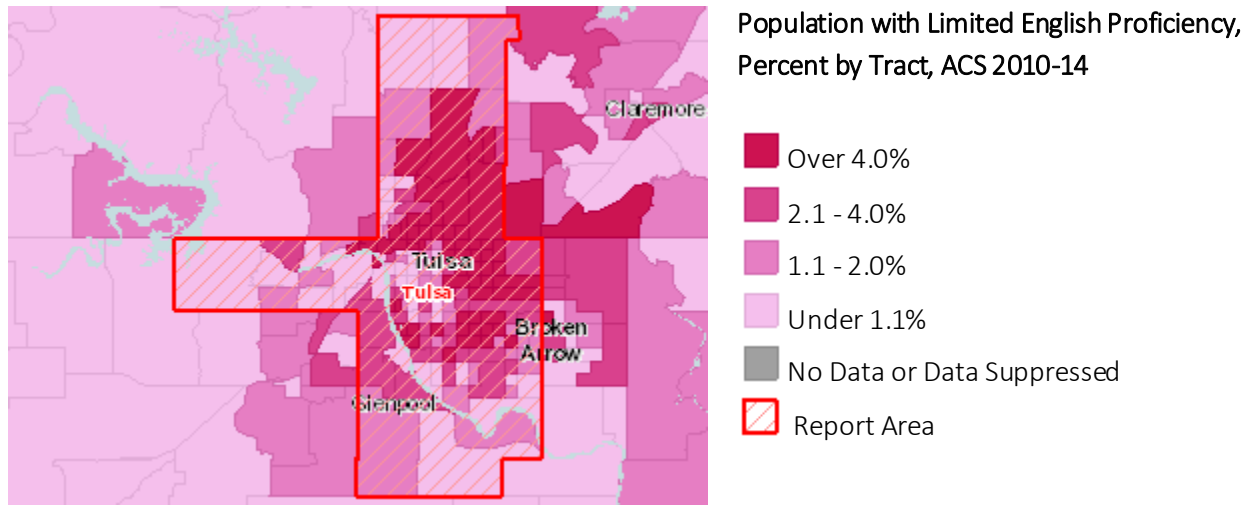 Population with Limited English Proficiency,
Percent by Tract, ACS 2010-14
Claremore
Over 4.0%
2.1 - 4.0%
1.1 - 2.0%
Tulsa
Tulsa
Under 1.1%
Broken
Arrow
No Data or Data Suppressed
Glenpool
Report Area